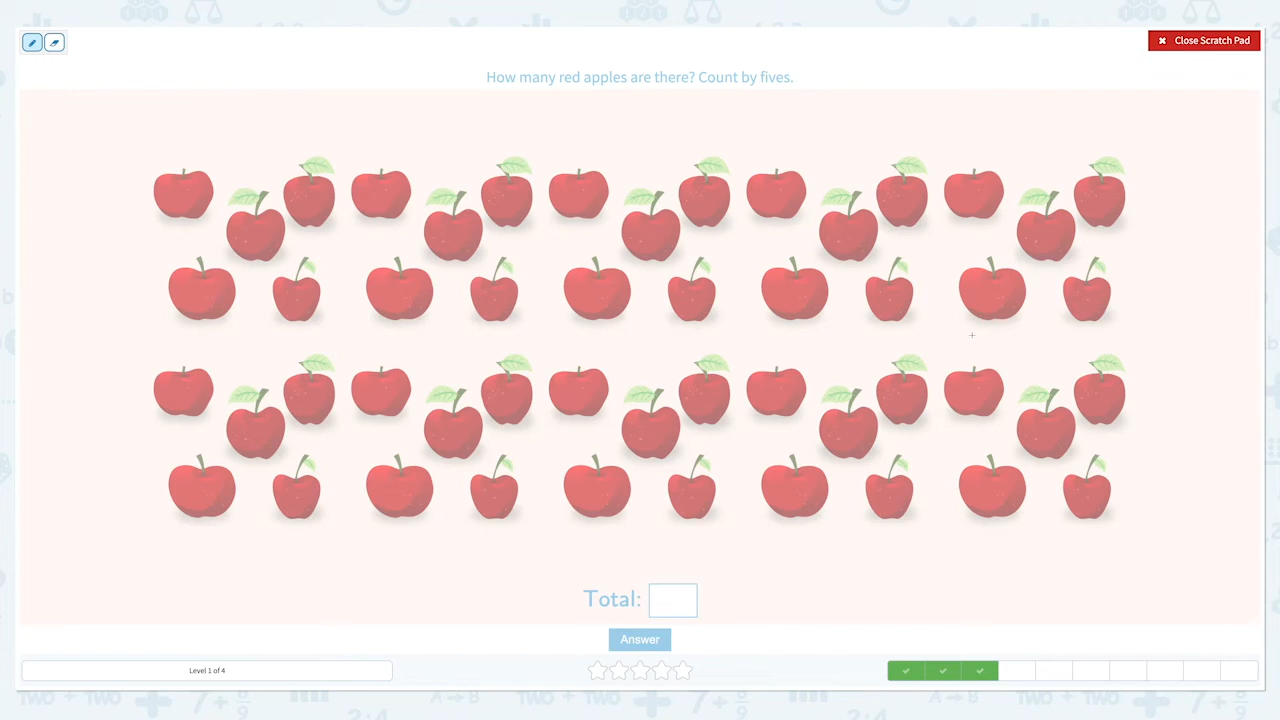 Close Scratch Pad
How many red apples are there? Count by fives.
Total:
Answer
Level 1 of 4